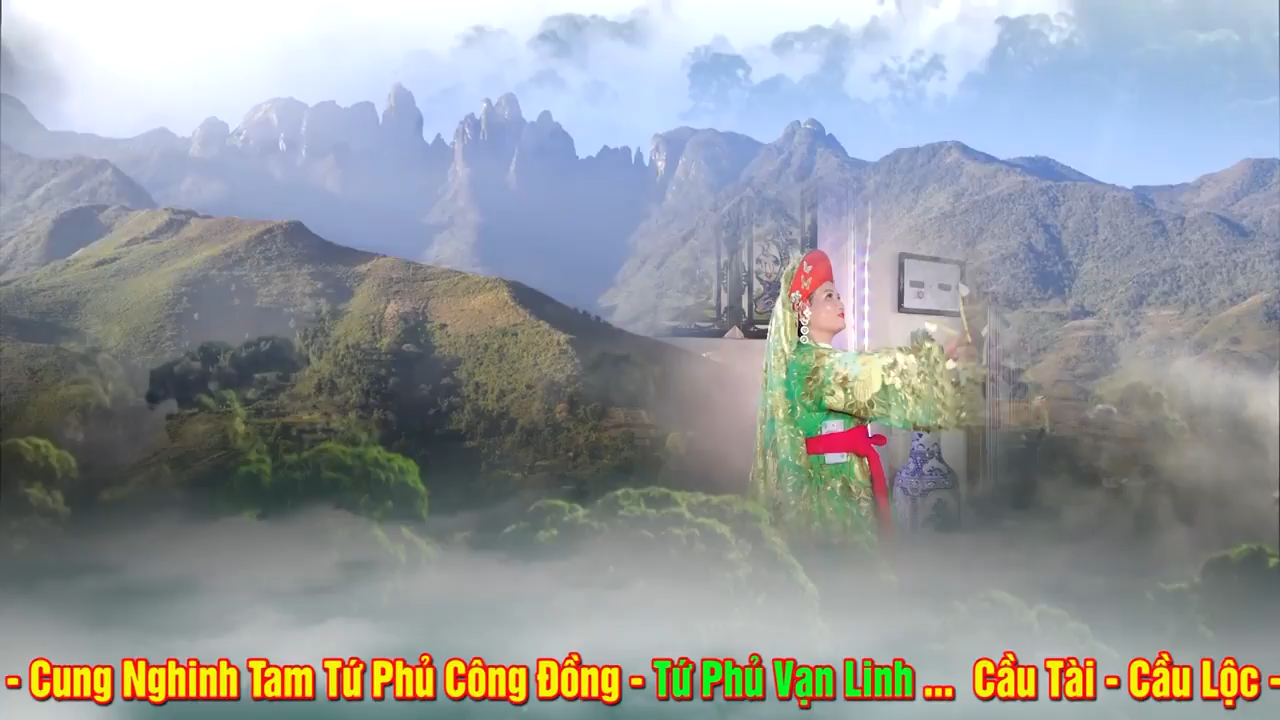 - Cung Nghinh Tam Tứ Phủ Công Đồng - Tứ Phủ Vạn Linh ... Cầu Tài - Cầu Lộc -